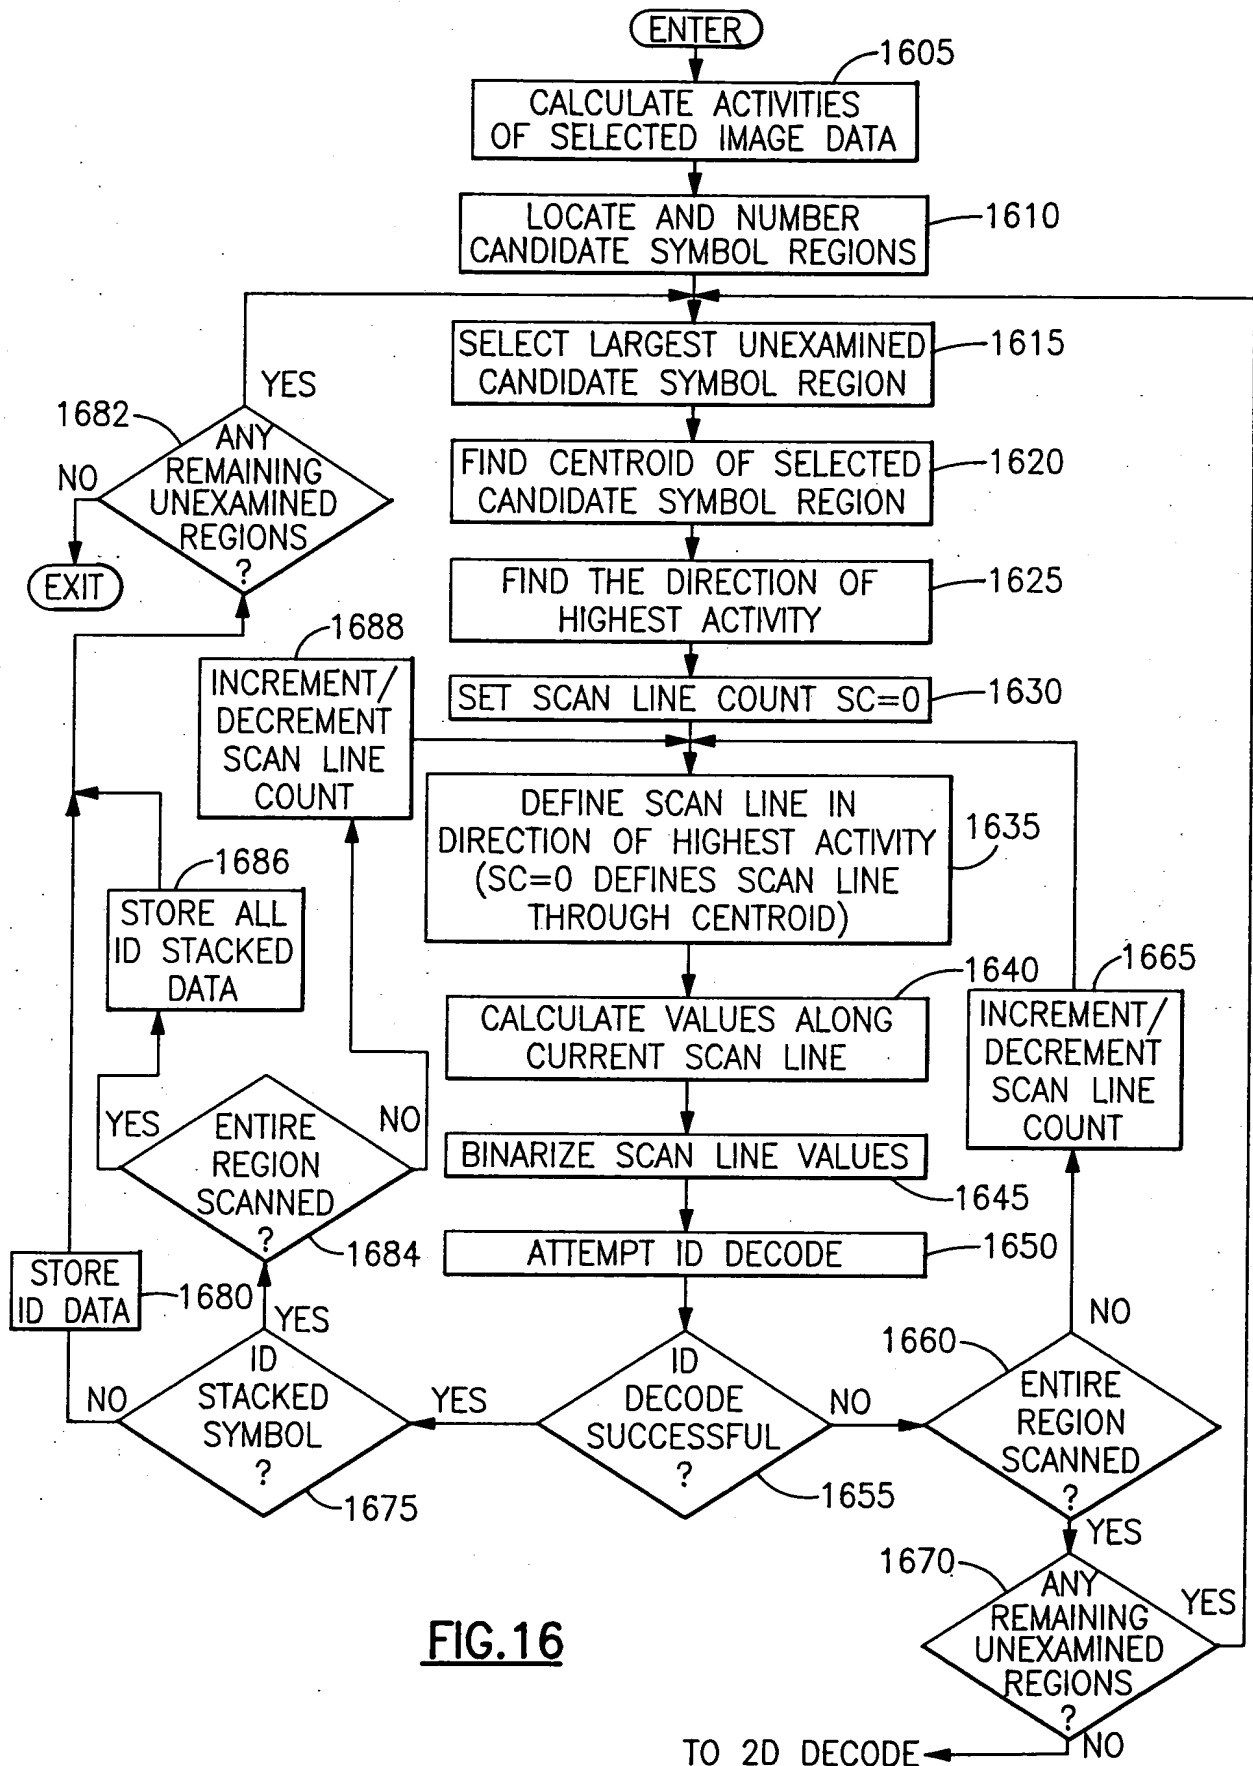 ENTER
1605
CALCULATE ACTIVITIES
OF SELECTED IMAGE DATA
LOCATE AND NUMBER
CANDIDATE SYMBOL REGIONS
1610
SELECT LARGEST UNEXAMINED
CANDIDATE SYMBOL REGION
1615
YES
1682
ANY
REMAINING
UNEXAMINED
REGIONS
?
NO
EXIT
FIND CENTROID OF SELECTED
CANDIDATE SYMBOL REGION
1620
FIND THE DIRECTION OF
HIGHEST ACTIVITY
1625
1688
INCREMENT/
DECREMENT
SCAN LINE
COUNT
SET SCAN LINE COUNT SC=0
1630
DEFINE SCAN LINE IN
DIRECTION OF HIGHEST ACTIVITY
(SC=0 DEFINES SCAN LINE
THROUGH CENTROID)
1635
1686
STORE ALL
ID STACKED
DATA
1640
CALCULATE VALUES ALONG
CURRENT SCAN LINE
1665
INCREMENT/
DECREMENT
SCAN LINE
COUNT
YES
ENTIRE
REGION
SCANNED
?
NO
1684
BINARIZE SCAN LINE VALUES
1645
ATTEMPT ID DECODE
1650
STORE
ID DATA
1680
YES
NO
ID
STACKED
SYMBOL
?
1675
YES
ID
DECODE
SUCCESSFUL
?
1655
NO
1660
NO
ENTIRE
REGION
SCANNED
?
YES
1670
ANY
REMAINING
UNEXAMINED
REGIONS
?
YES
NO
TO 2D DECODE
FIG.16